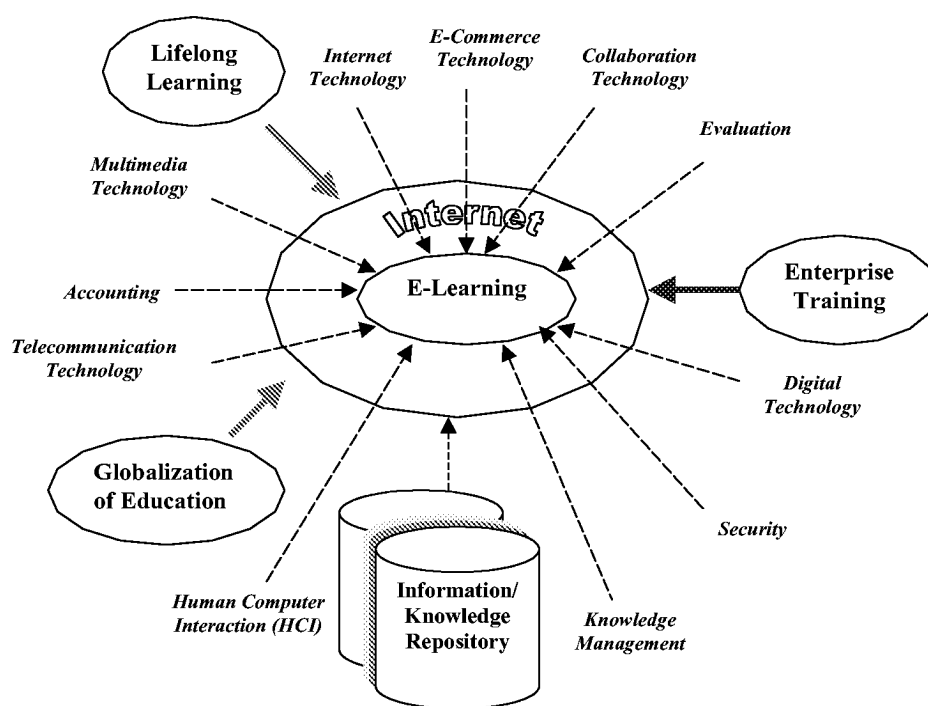 Lifelong
Learning
Internet
Technology
E-Commerce
Technology
Collaboration
Technology
Evaluation
Multimedia
Technology
Internet
E-Learning
Enterprise
Training
Accounting
Telecommunication
Technology
Digital
Technology
Globalization
of Education
Security
Human Computer
Interaction (HCI)
Information/
Knowledge
Repository
Knowledge
Management